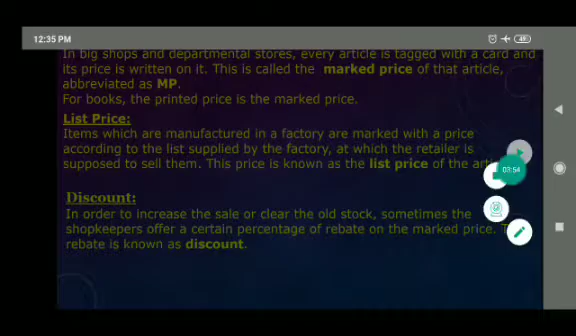 12:35 PM
49
In big shops and departmental stores, every article is tagged with a card and
its price is written on it. This is called the marked price of that article,
abbreviated as MP.
For books, the printed price is the marked price.
List Price:
Items which are manufactured in a factory are marked with a price
according to the list supplied by the factory, at which the retailer is
supposed to sell them. This price is known as the list price of the
03:54
Discount:
In order to increase the sale or clear the old stock, sometimes the
shopkeepers offer a certain percentage of rebate on the marked price.
rebate is known as discount.